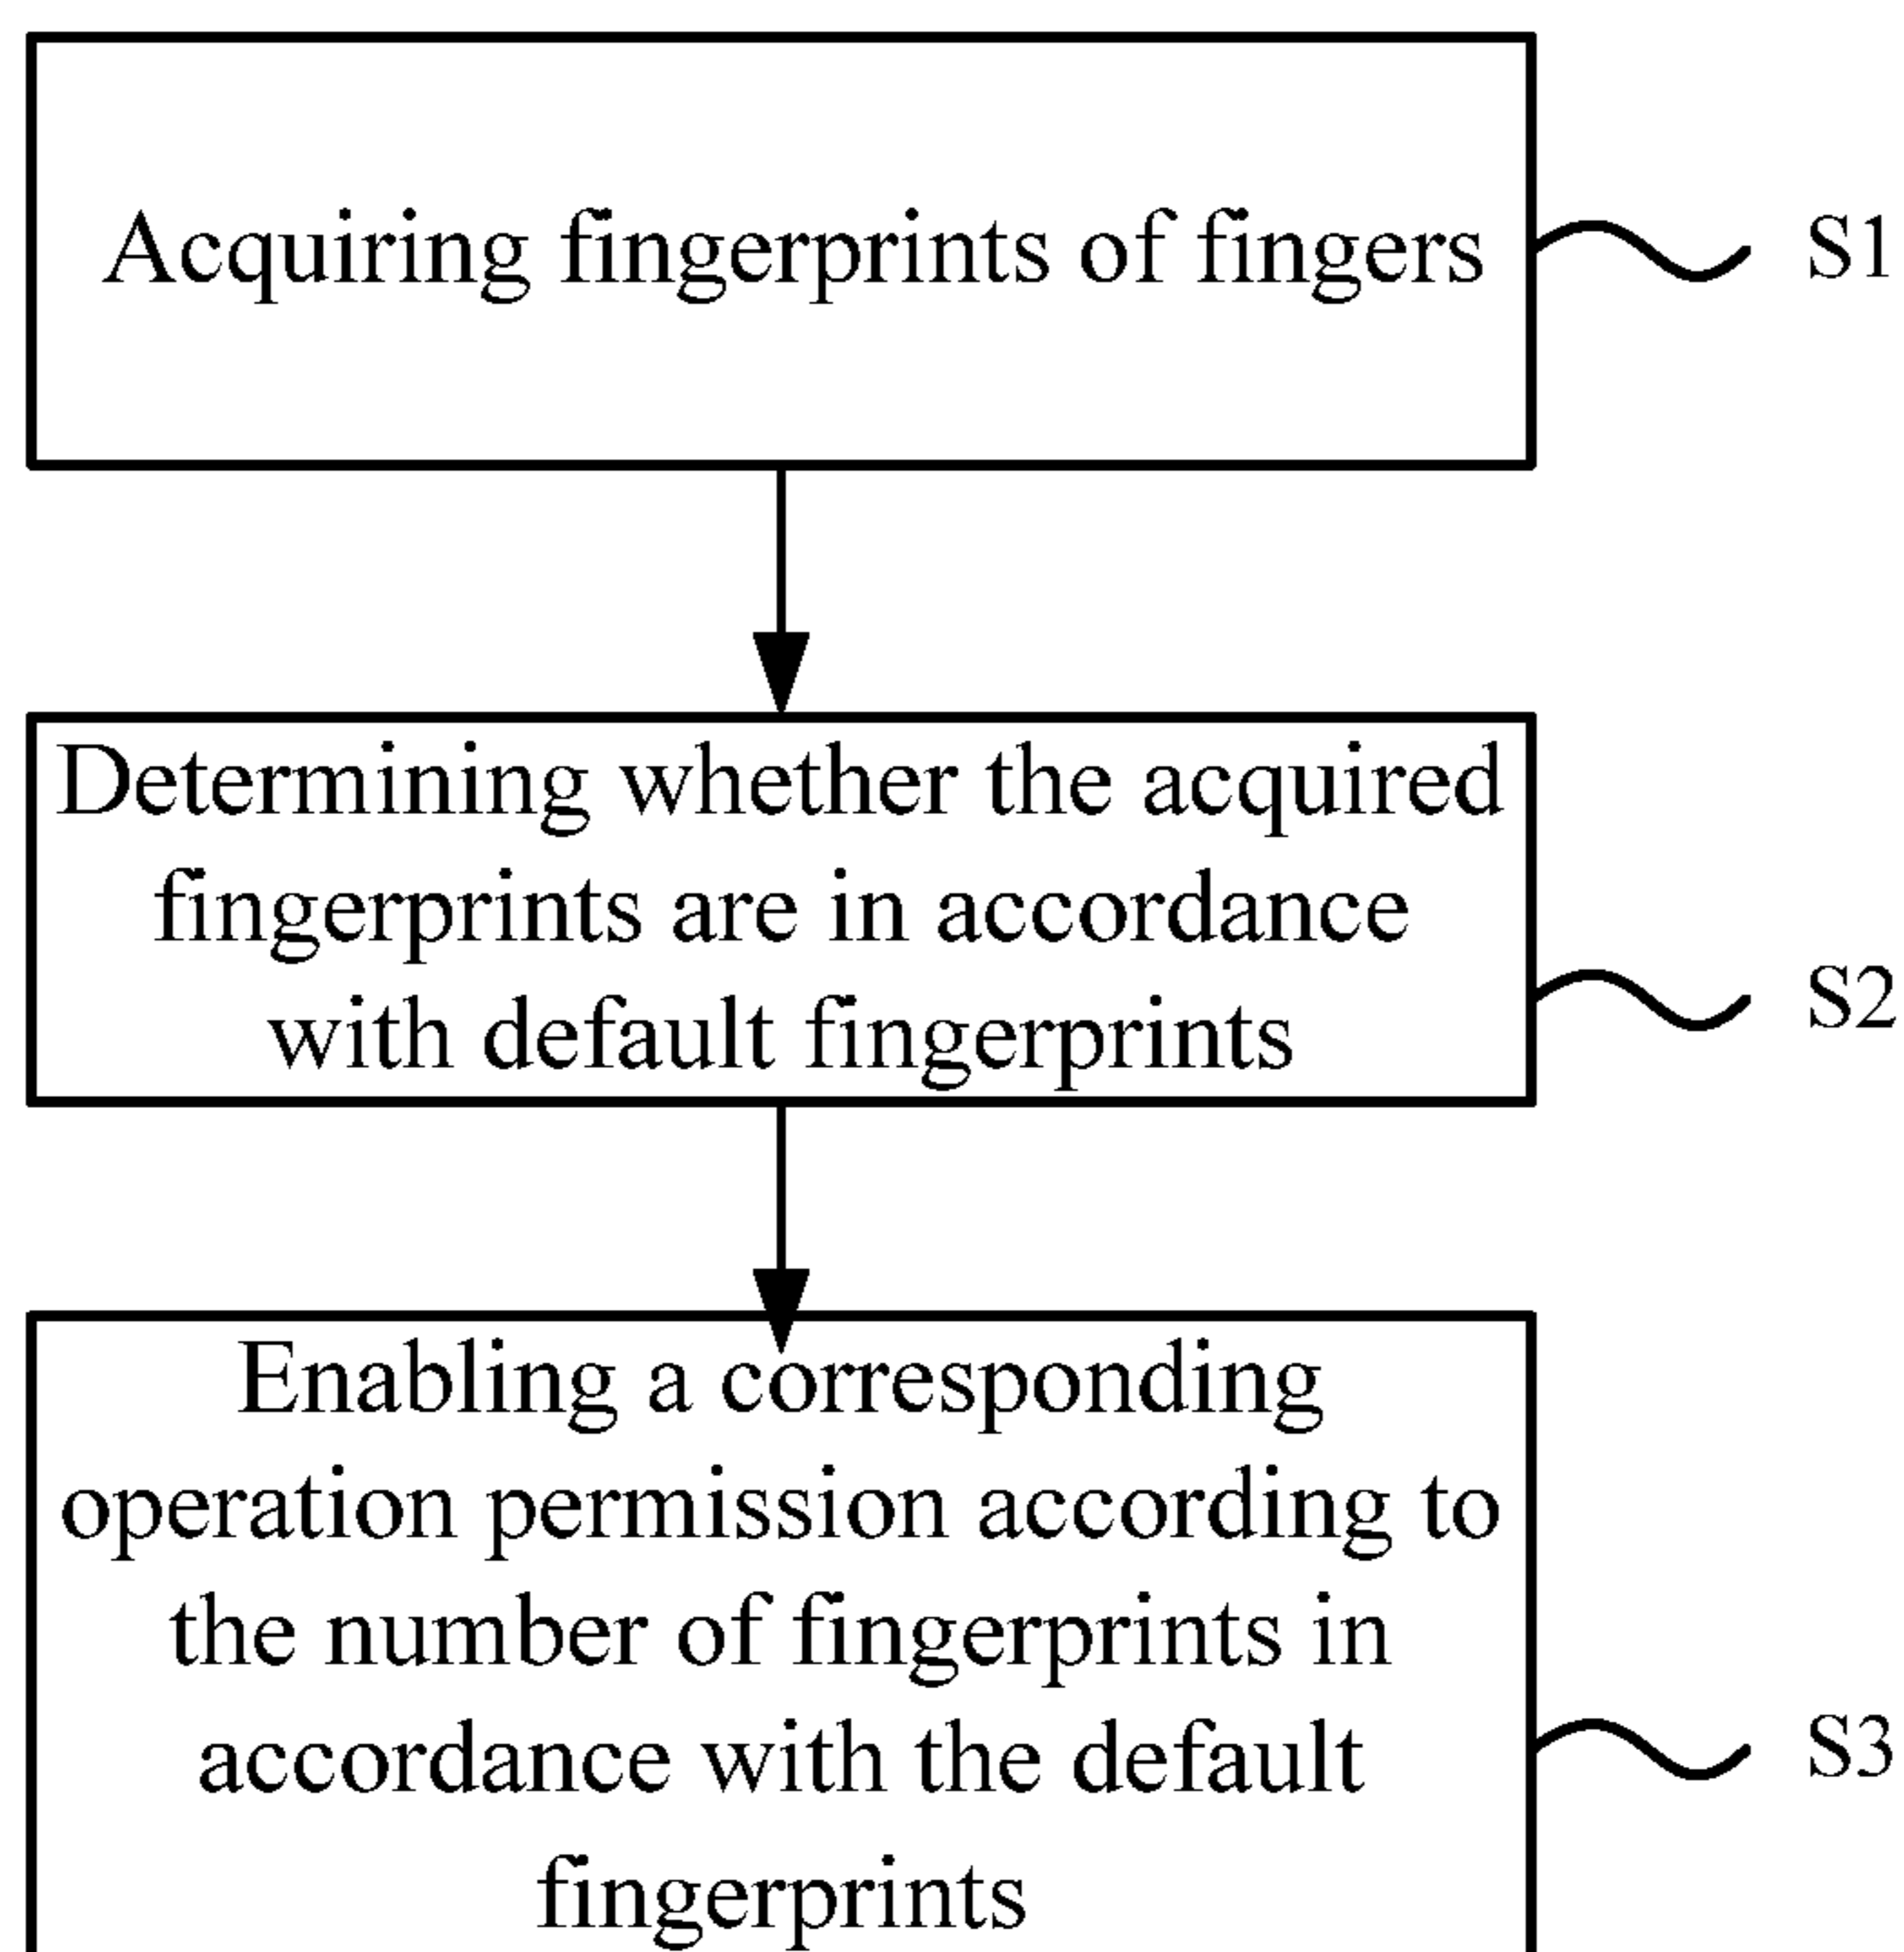 Acquiring fingerprints of fingers
S1
Determining whether the acquired
fingerprints are in accordance
with default fingerprints
S2
Enabling a corresponding
operation permission according to
the number of fingerprints in
accordance with the default
fingerprints
S3